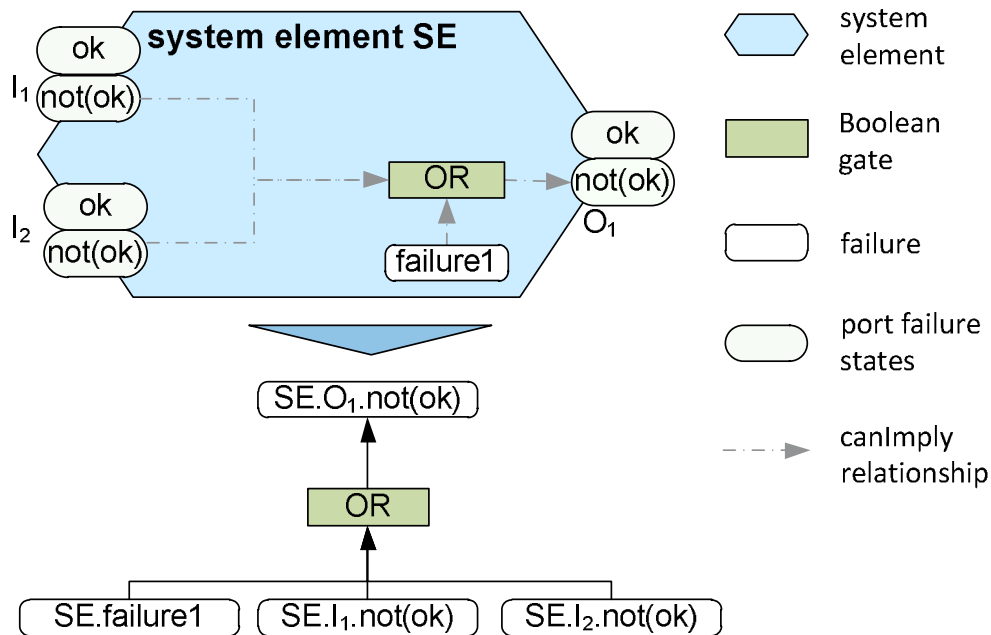 system element SE
ok
I₁ not(ok)
ok
I₂ not(ok)
OR
failure1
ok
not(ok)
O₁
SE.O₁.not(ok)
OR
SE.failure1
SE.I₁.not(ok)
SE.I₂.not(ok)
system
element
Boolean
gate
failure
port failure
states
canImply
relationship